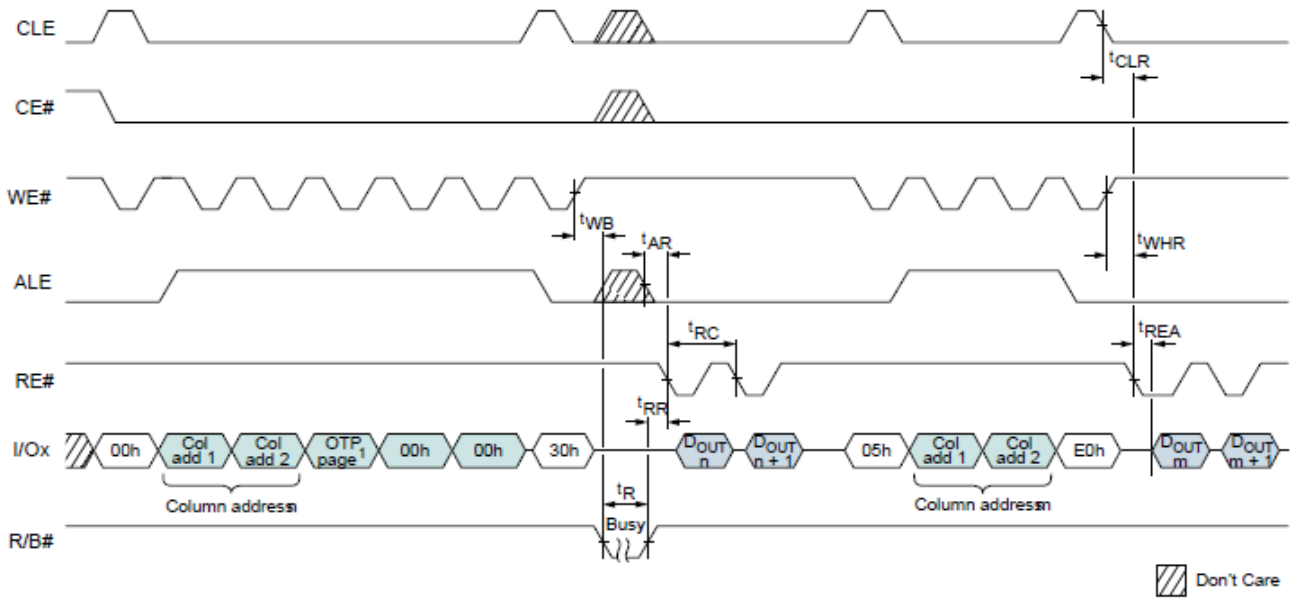 CLE
tCLR
CE#
WE#
tWB
tAR
tWHR
ALE
tRC
tREA
RE#
tRR
I/Ox
00h
Col add 1
Col add 2
OTP page1
00h
00h
30h
DOUT n
DOUT n + 1
05h
Col add 1
Col add 2
E0h
DOUT m
DOUT m + 1
Column address n
tR
Column address m
Busy
R/B#
Don't Care